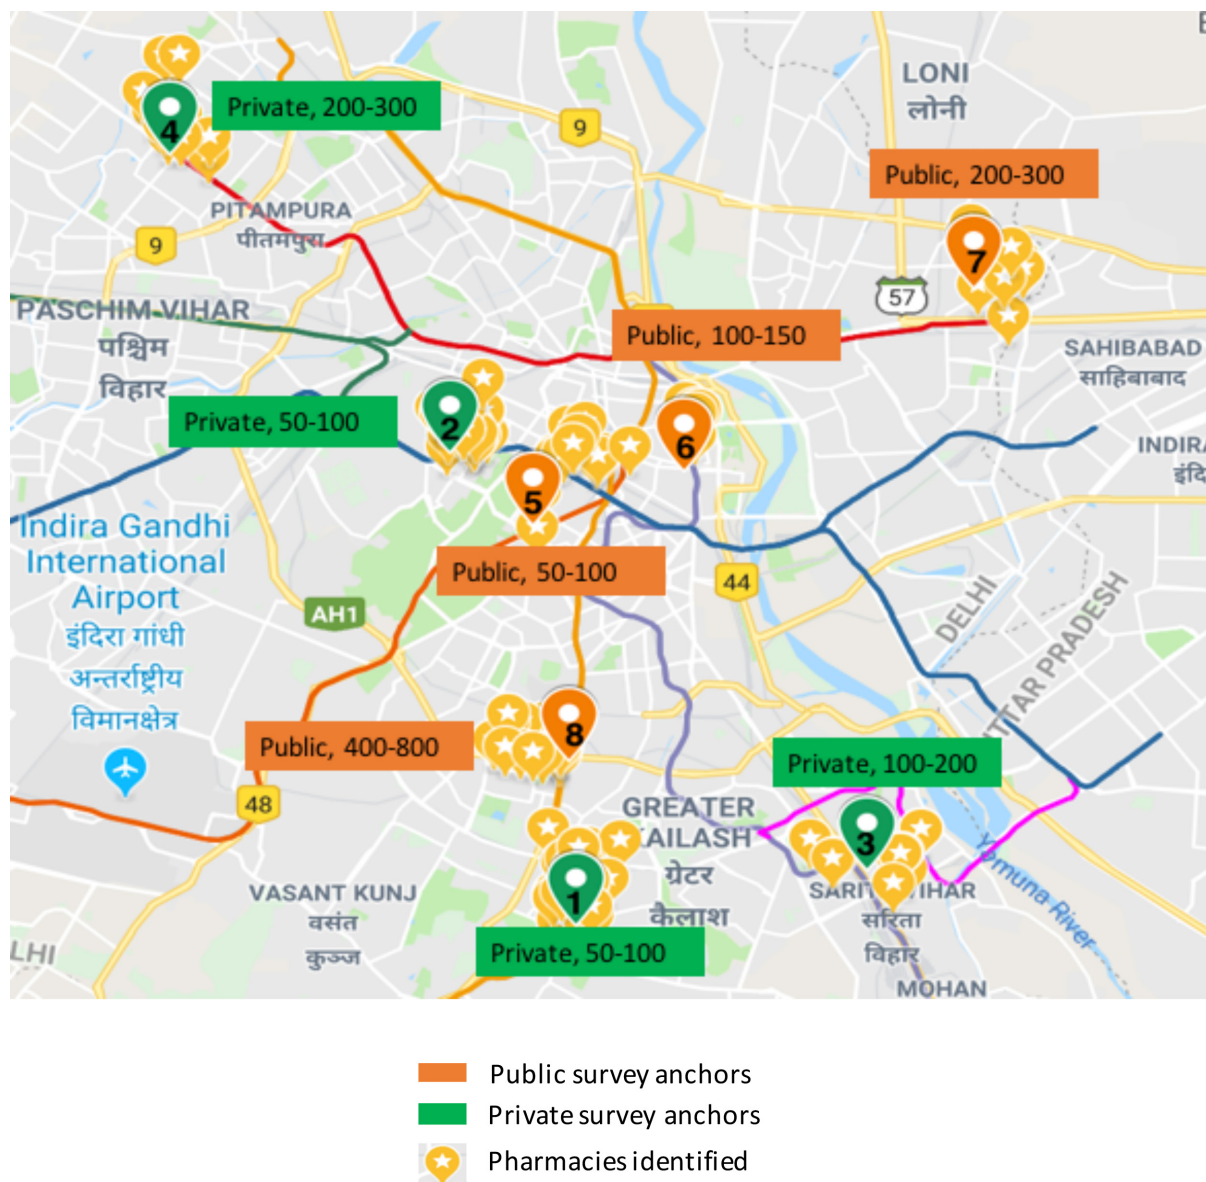 Private, 200-300
4
9
LONI
लोनी
Public, 200-300
PITAMPURA
पीतमपुरा
9
7
57
PASCHIM VIHAR
पश्चिम
विहार
Public, 100-150
SAHIBABAD
साहिबाबाद
Private, 50-100
2
6
5
Indira Gandhi
International
Airport
इंदिरा गांधी
अन्तर्राष्ट्रीय
विमानक्षेत्र
Public, 50-100
44
AH1
DELHI
UTTAR PRADESH
Public, 400-800
8
Private, 100-200
48
GREATER
KAILASH
ग्रेटर
कैलाश
3
Yamuna River
VASANT KUNJ
वसंत
कुञ्ज
1
सरिता
विहार
Private, 50-100
MOHAN
Public survey anchors
Private survey anchors
Pharmacies identified